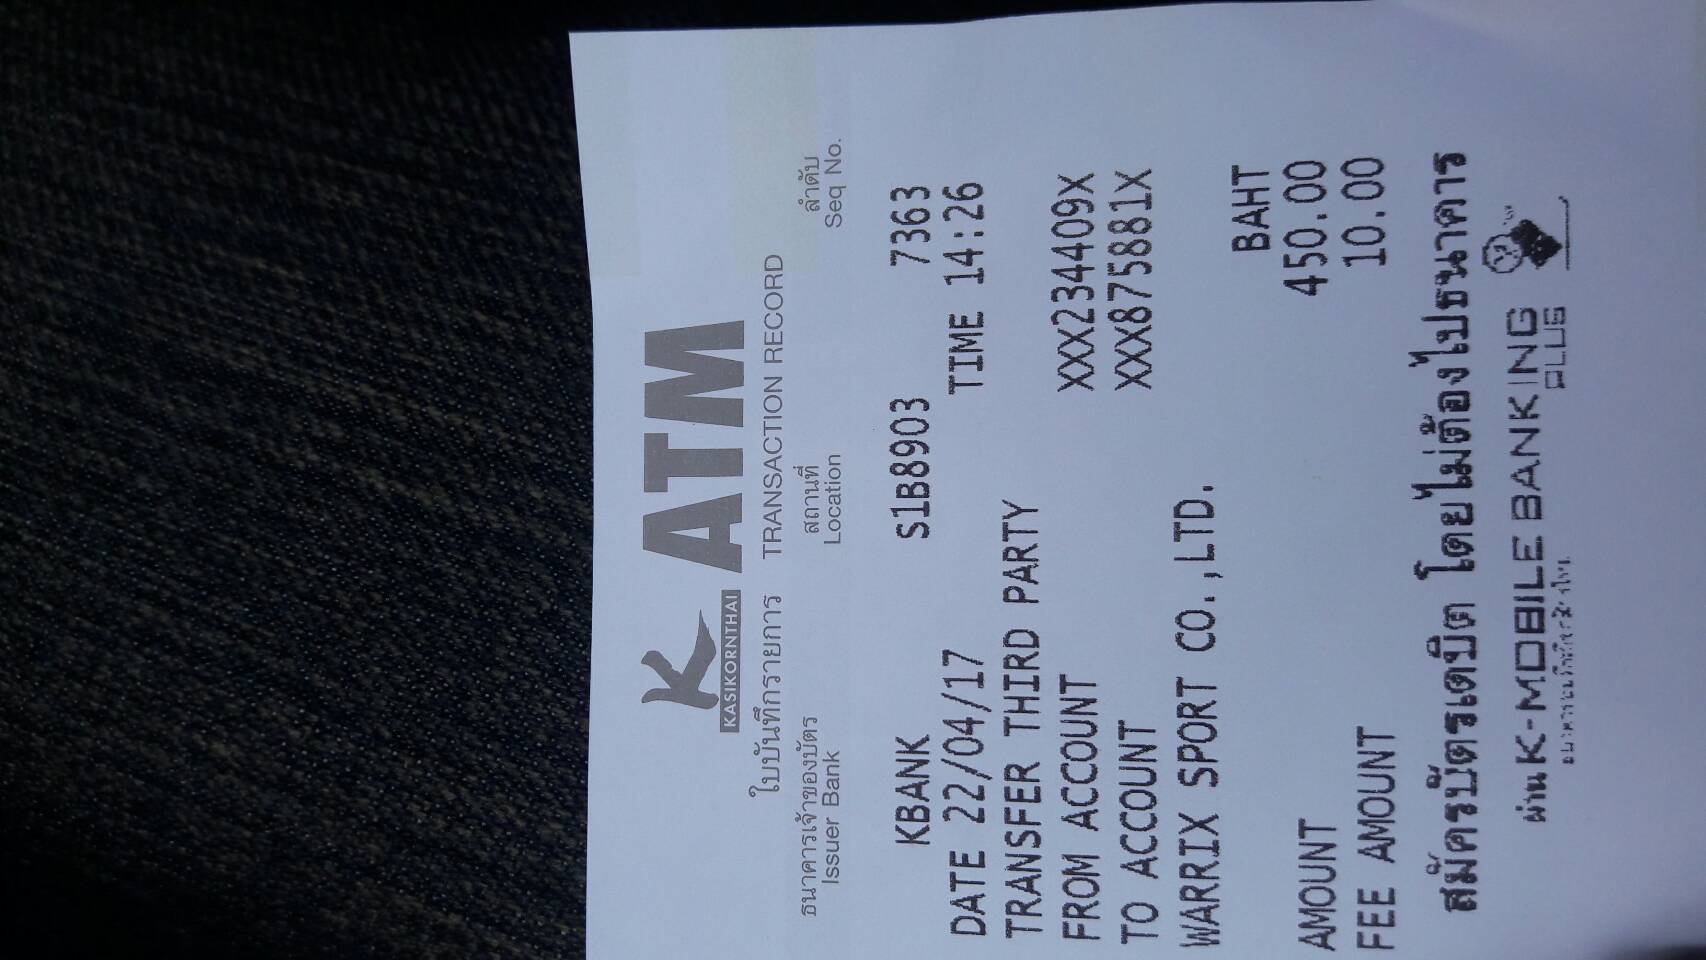 K ATM
KASIKORNTHAI
ใบบันทึกรายการ TRANSACTION RECORD
ธนาคารเจ้าของบัตร สถานที่ ลำดับ
Issuer Bank Location Seq No.
KBANK S1B8903 7363
DATE 22/04/17 TIME 14:26
TRANSFER THIRD PARTY
FROM ACCOUNT XXX234409X
TO ACCOUNT XXX875881X
WARRIX SPORT CO.,LTD.
BAHT
AMOUNT 450.00
FEE AMOUNT 10.00
สมัครบัตรเดบิต โดยไม่ต้องไปธนาคาร
ผ่าน K-MOBILE BANKING
PLUS